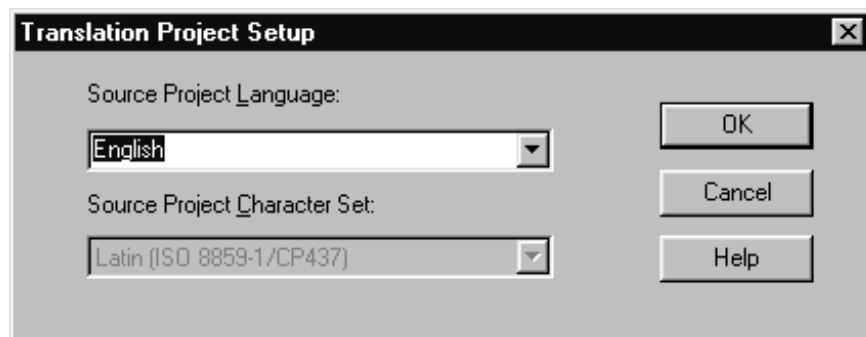 Translation Project Setup
Source Project Language:
English
OK
Source Project Character Set:
Cancel
Latin (ISO 8859-1/CP437)
Help